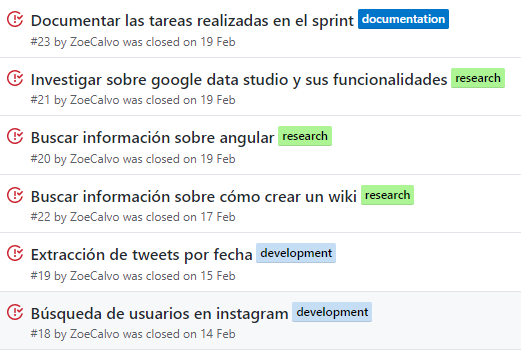 Documentar las tareas realizadas en el sprint documentation
#23 by ZoeCalvo was closed on 19 Feb
Investigar sobre google data studio y sus funcionalidades research
#21 by ZoeCalvo was closed on 19 Feb
Buscar información sobre angular research
#20 by ZoeCalvo was closed on 19 Feb
Buscar información sobre cómo crear un wiki research
#22 by ZoeCalvo was closed on 17 Feb
Extracción de tweets por fecha development
#19 by ZoeCalvo was closed on 15 Feb
Búsqueda de usuarios en instagram development
#18 by ZoeCalvo was closed on 14 Feb